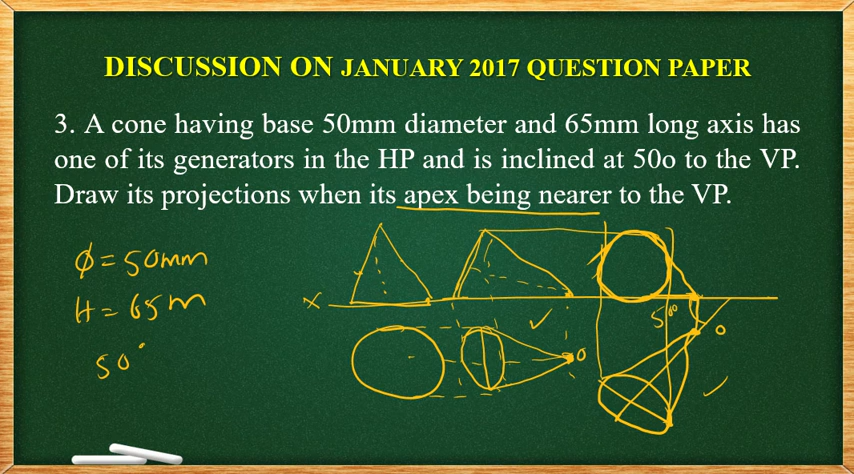 DISCUSSION ON JANUARY 2017 QUESTION PAPER
3. A cone having base 50mm diameter and 65mm long axis has
one of its generators in the HP and is inclined at 50o to the VP.
Draw its projections when its apex being nearer to the VP.
ϕ = 50mm
H = 65m
50°
X
50°
O
O